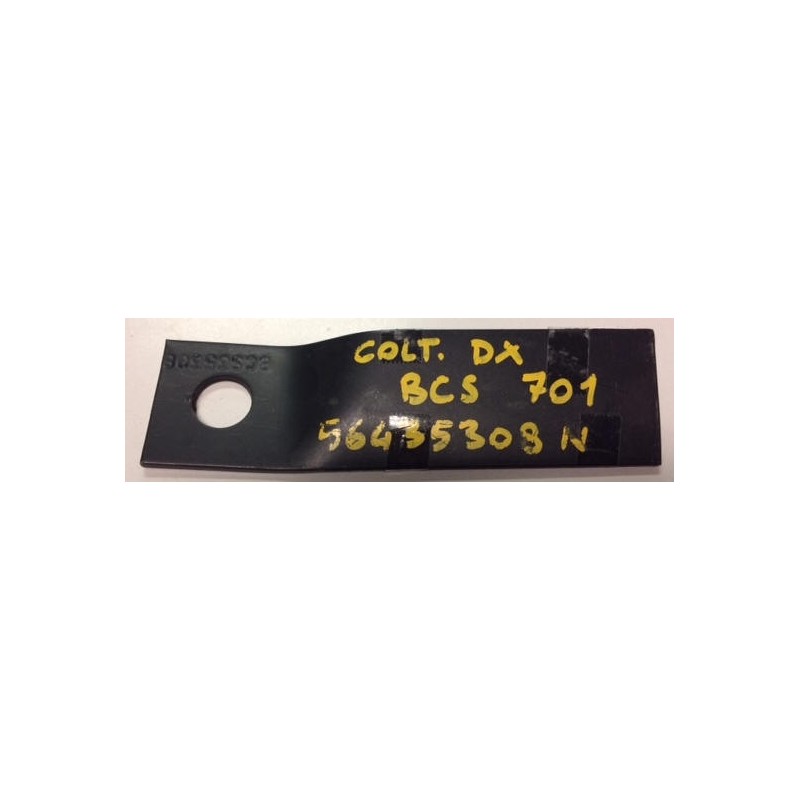 COLT. DX
BCS 701
56435308 N